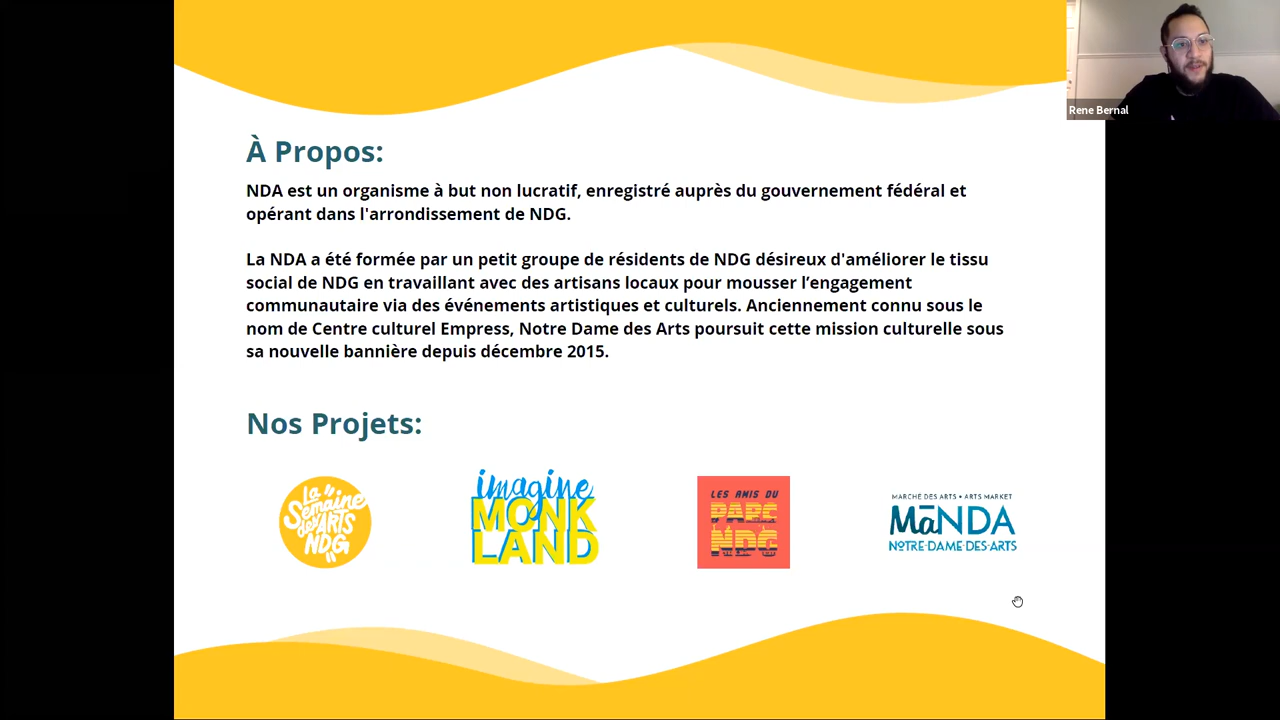 Rene Bernal
À Propos:
NDA est un organisme à but non lucratif, enregistré auprès du gouvernement fédéral et
opérant dans l'arrondissement de NDG.
La NDA a été formée par un petit groupe de résidents de NDG désireux d'améliorer le tissu
social de NDG en travaillant avec des artisans locaux pour mousser l’engagement
communautaire via des événements artistiques et culturels. Anciennement connu sous le
nom de Centre culturel Empress, Notre Dame des Arts poursuit cette mission culturelle sous
sa nouvelle bannière depuis décembre 2015.
Nos Projets:
La
Semaine
des ARTS
NDG
imagine
MONK
LAND
LES AMIS DU
PARC
NDG
MARCHE DES ARTS • ARTS MARKET
MāNDA
NOTRE-DAME-DES-ARTS